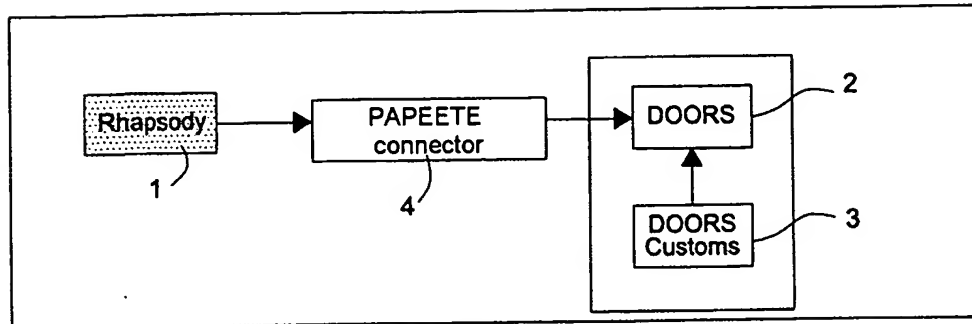 Rhapsody
1
PAPEETE
connector
4
DOORS
2
DOORS
Customs
3